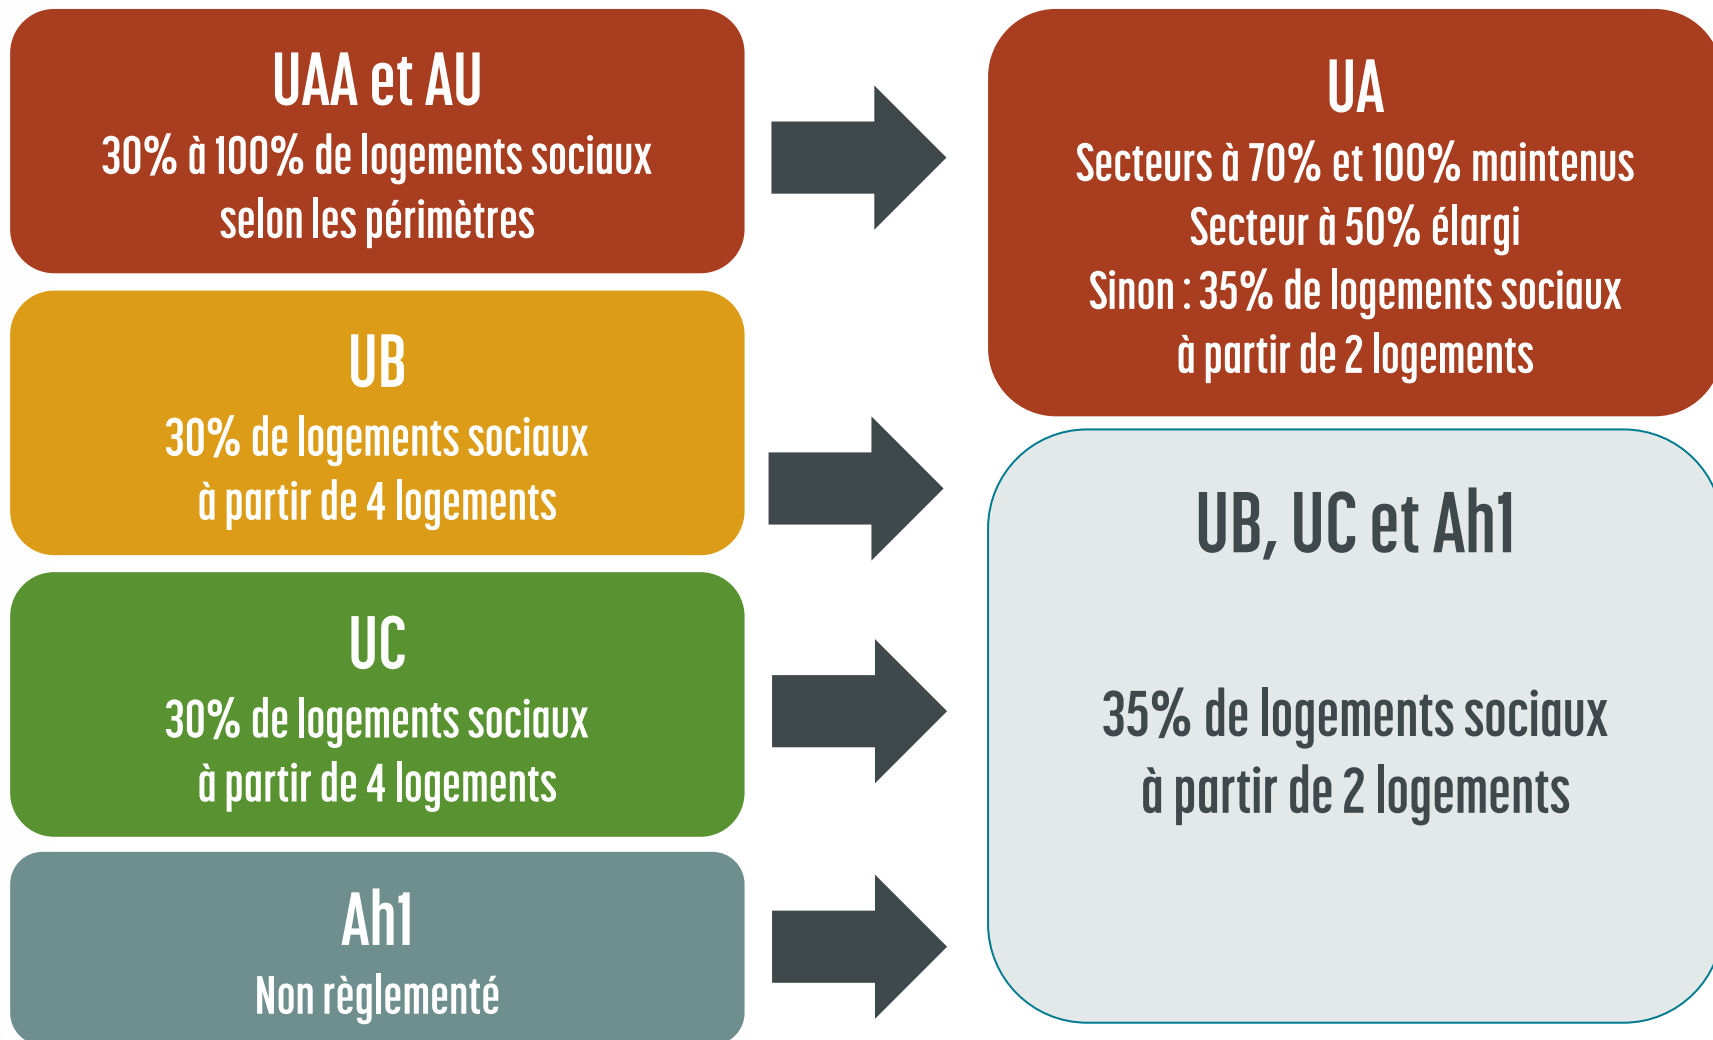 UAA et AU
30% à 100% de logements sociaux
selon les périmètres
UB
30% de logements sociaux
à partir de 4 logements
UC
30% de logements sociaux
à partir de 4 logements
Ah1
Non règlementé
UA
Secteurs à 70% et 100% maintenus
Secteur à 50% élargi
Sinon : 35% de logements sociaux
à partir de 2 logements
UB, UC et Ah1
35% de logements sociaux
à partir de 2 logements